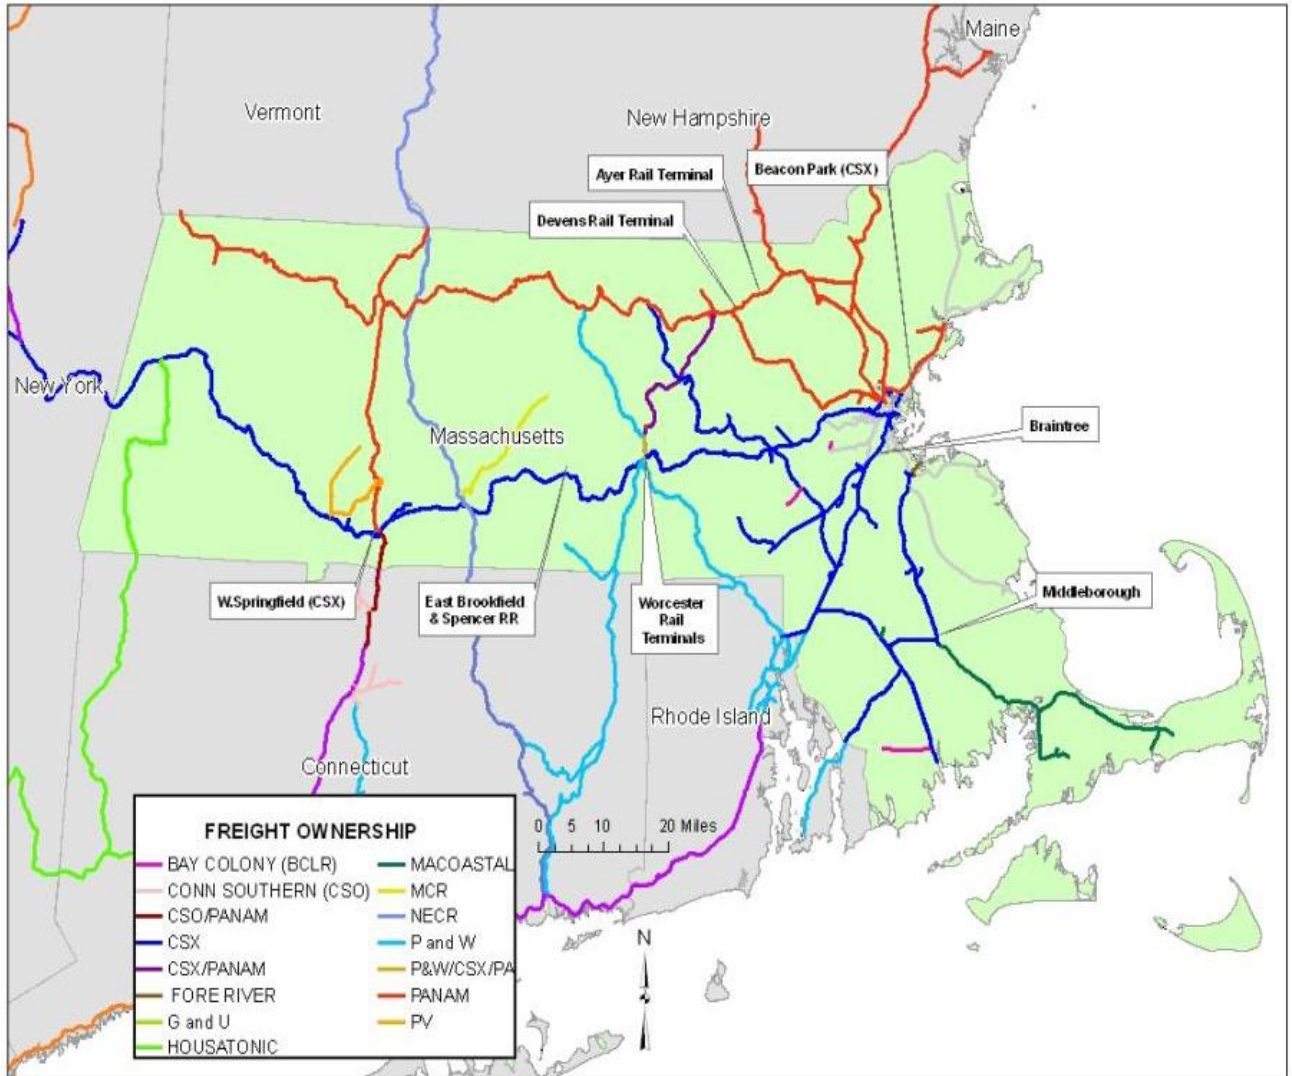 Maine
Vermont
New Hampshire
Beacon Park (CSX)
Ayer Rail Terminal
Devens Rail Terminal
New York
Massachusetts
Braintree
W.Springfield (CSX)
East Brookfield
& Spencer RR
Worcester
Rail
Terminals
Middleborough
Rhode Island
Connecticut
FREIGHT OWNERSHIP
BAY COLONY (BCLR)
CONN SOUTHERN (CSO)
CSO/PANAM
CSX
CSX/PANAM
FORE RIVER
G and U
HOUSATONIC
MACOASTAL
MCR
NECR
P and W
P&W/CSX/PA
PANAM
PV
0 5 10 20 Miles
N